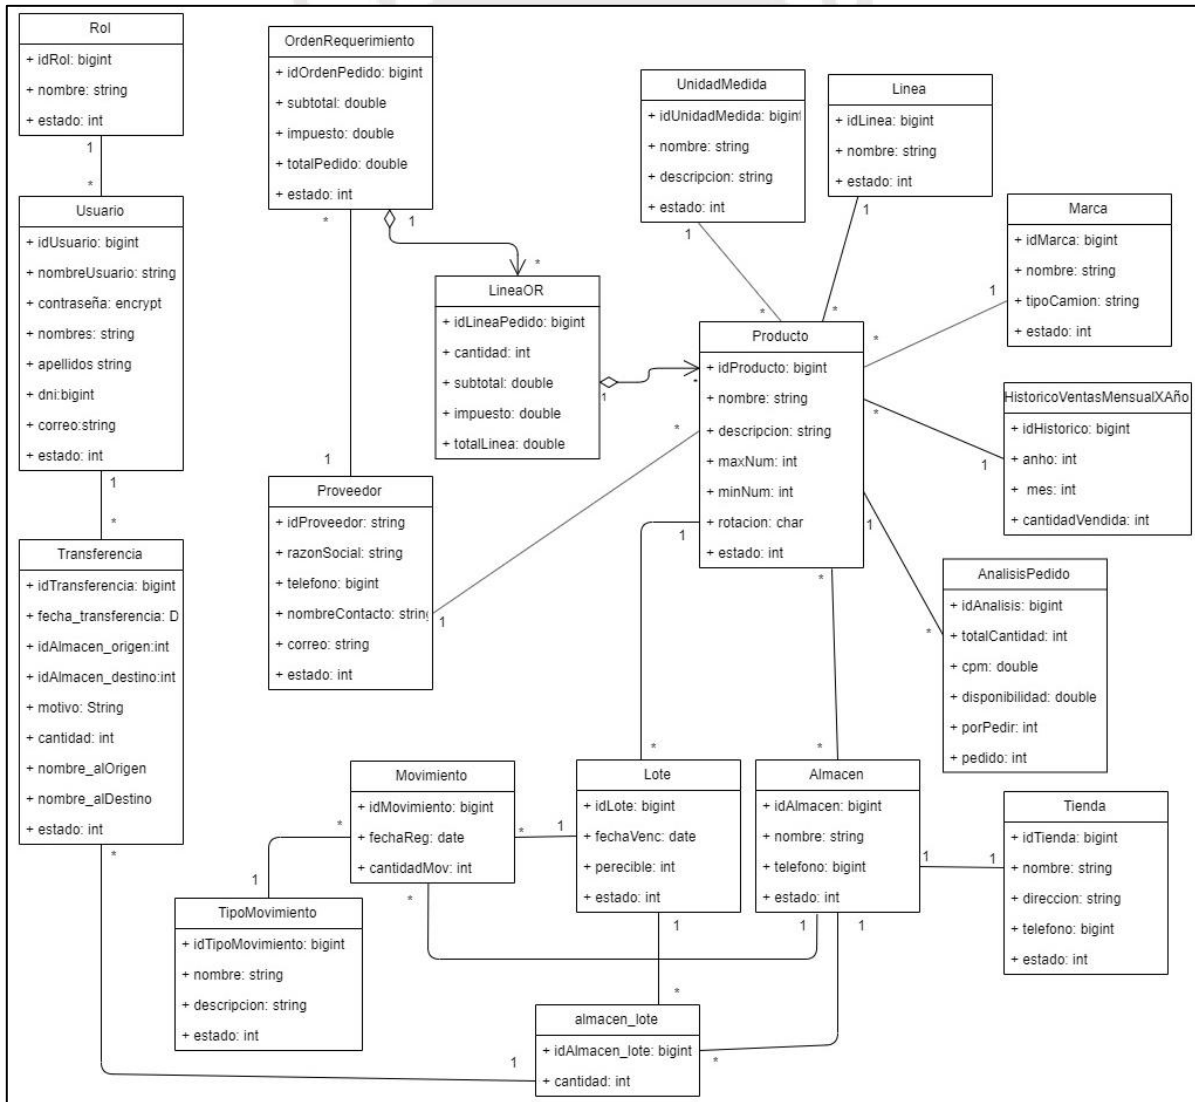 Rol
+ idRol: bigint
+ nombre: string
+ estado: int
1
*
Usuario
+ idUsuario: bigint
+ nombreUsuario: string
+ contraseña: encrypt
+ nombres: string
+ apellidos string
+ dni:bigint
+ correo:string
+ estado: int
1
*
Transferencia
+ idTransferencia: bigint
+ fecha_transferencia: D
+ idAlmacen_origen:int
+ idAlmacen_destino:int
+ motivo: String
+ cantidad: int
+ nombre_alOrigen
+ nombre_alDestino
+ estado: int
*
OrdenRequerimiento
+ idOrdenPedido: bigint
+ subtotal: double
+ impuesto: double
+ totalPedido: double
+ estado: int
*
1
*
LineaOR
+ idLineaPedido: bigint
+ cantidad: int
+ subtotal: double
+ impuesto: double
+ totalLinea: double
1
*
1
Proveedor
+ idProveedor: string
+ razonSocial: string
+ telefono: bigint
+ nombreContacto: string
+ correo: string
+ estado: int
1
UnidadMedida
+ idUnidadMedida: bigint
+ nombre: string
+ descripcion: string
+ estado: int
1
*
Linea
+ idLinea: bigint
+ nombre: string
+ estado: int
1
*
Marca
+ idMarca: bigint
+ nombre: string
+ tipoCamion: string
+ estado: int
1
*
Producto
+ idProducto: bigint
+ nombre: string
+ descripcion: string
+ maxNum: int
+ minNum: int
+ rotacion: char
+ estado: int
*
1
*
1
*
HistoricoVentasMensualXAño
+ idHistorico: bigint
+ anho: int
+ mes: int
+ cantidadVendida: int
1
AnalisisPedido
+ idAnalisis: bigint
+ totalCantidad: int
+ cpm: double
+ disponibilidad: double
+ porPedir: int
+ pedido: int
*
Movimiento
+ idMovimiento: bigint
+ fechaReg: date
+ cantidadMov: int
*
*
*
Lote
+ idLote: bigint
+ fechaVenc: date
+ perecible: int
+ estado: int
*
1
1
Almacen
+ idAlmacen: bigint
+ nombre: string
+ telefono: bigint
+ estado: int
*
1
1
1
Tienda
+ idTienda: bigint
+ nombre: string
+ direccion: string
+ telefono: bigint
+ estado: int
1
TipoMovimiento
+ idTipoMovimiento: bigint
+ nombre: string
+ descripcion: string
+ estado: int
1
almacen_lote
+ idAlmacen_lote: bigint
+ cantidad: int
*
*
1